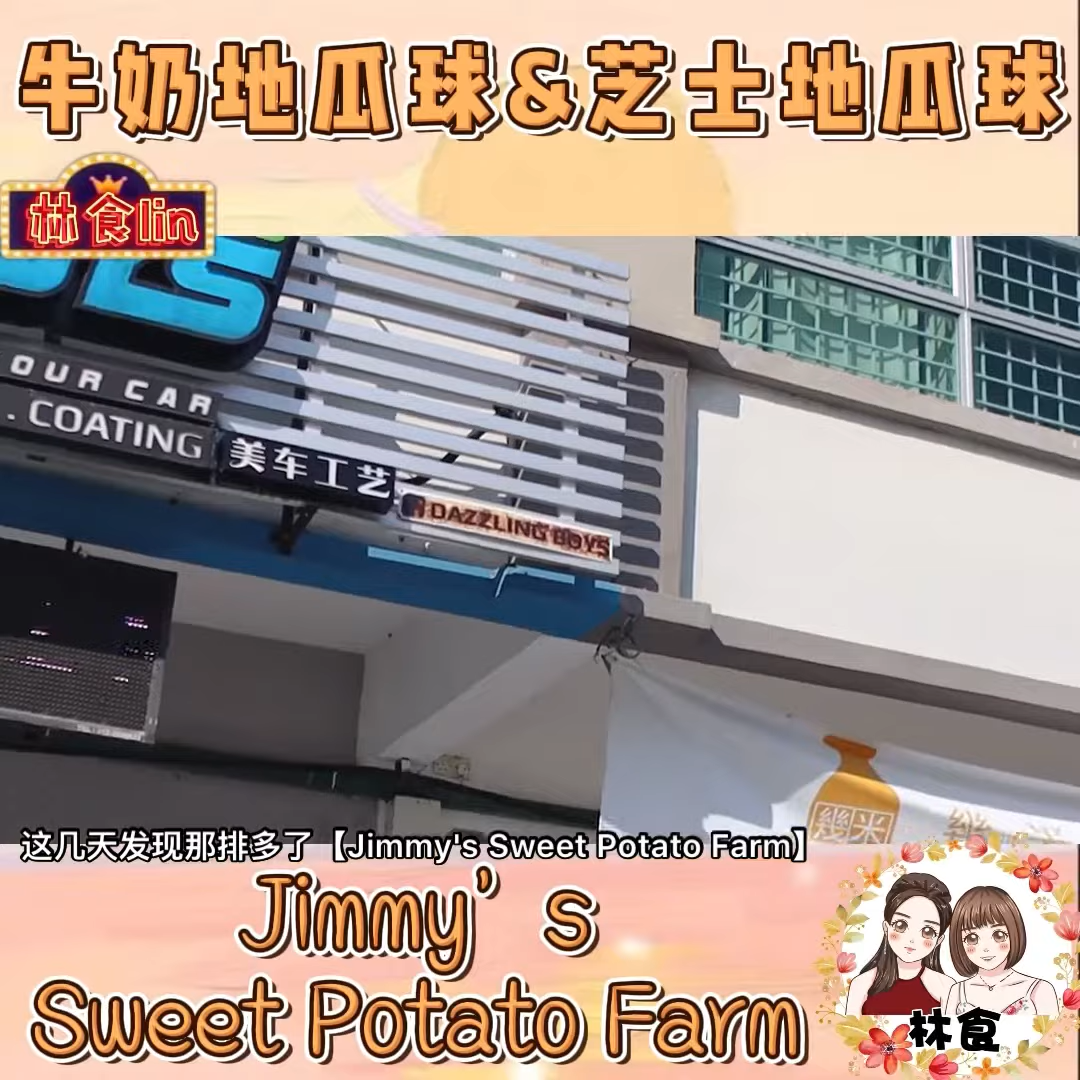 牛奶地瓜球&芝士地瓜球
林食lin
OUR CAR
. COATING
美车工艺
DAZZLING BOYS
幾米
这几天发现那排多了【Jimmy's Sweet Potato Farm】
Jimmy's
Sweet Potato Farm
林食